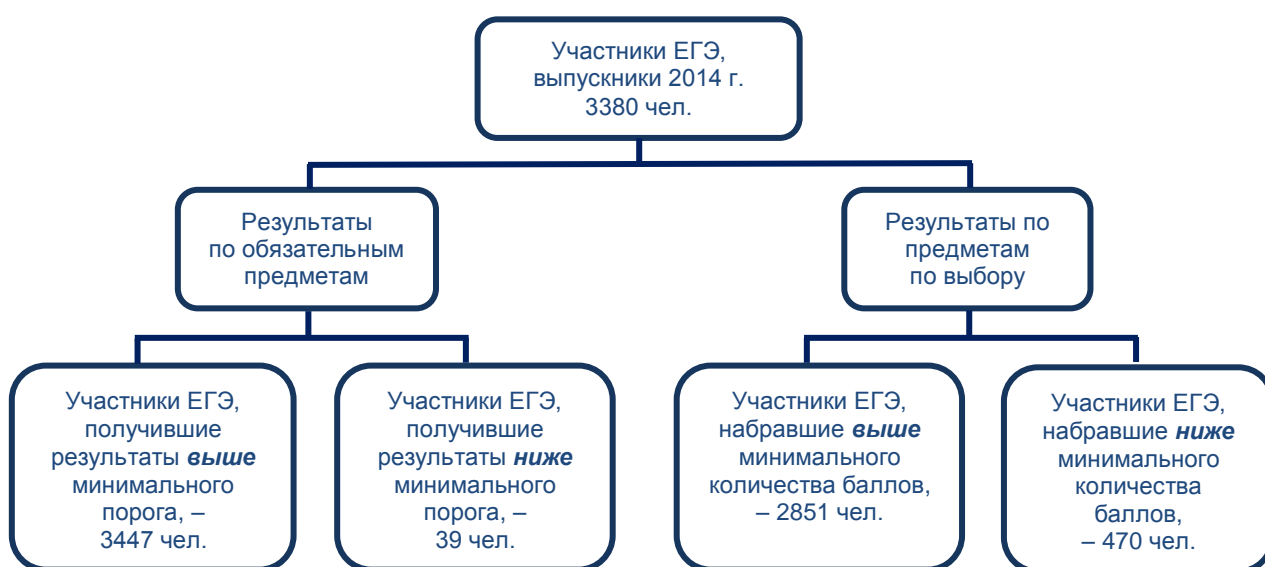 Участники ЕГЭ,
выпускники 2014 г.
3380 чел.
Результаты
по обязательным
предметам
Результаты по
предметам
по выбору
Участники ЕГЭ,
получившие
результаты выше
минимального
порога, –
3447 чел.
Участники ЕГЭ,
получившие
результаты ниже
минимального
порога, –
39 чел.
Участники ЕГЭ,
набравшие выше
минимального
количества баллов,
– 2851 чел.
Участники ЕГЭ,
набравшие ниже
минимального
количества
баллов,
– 470 чел.